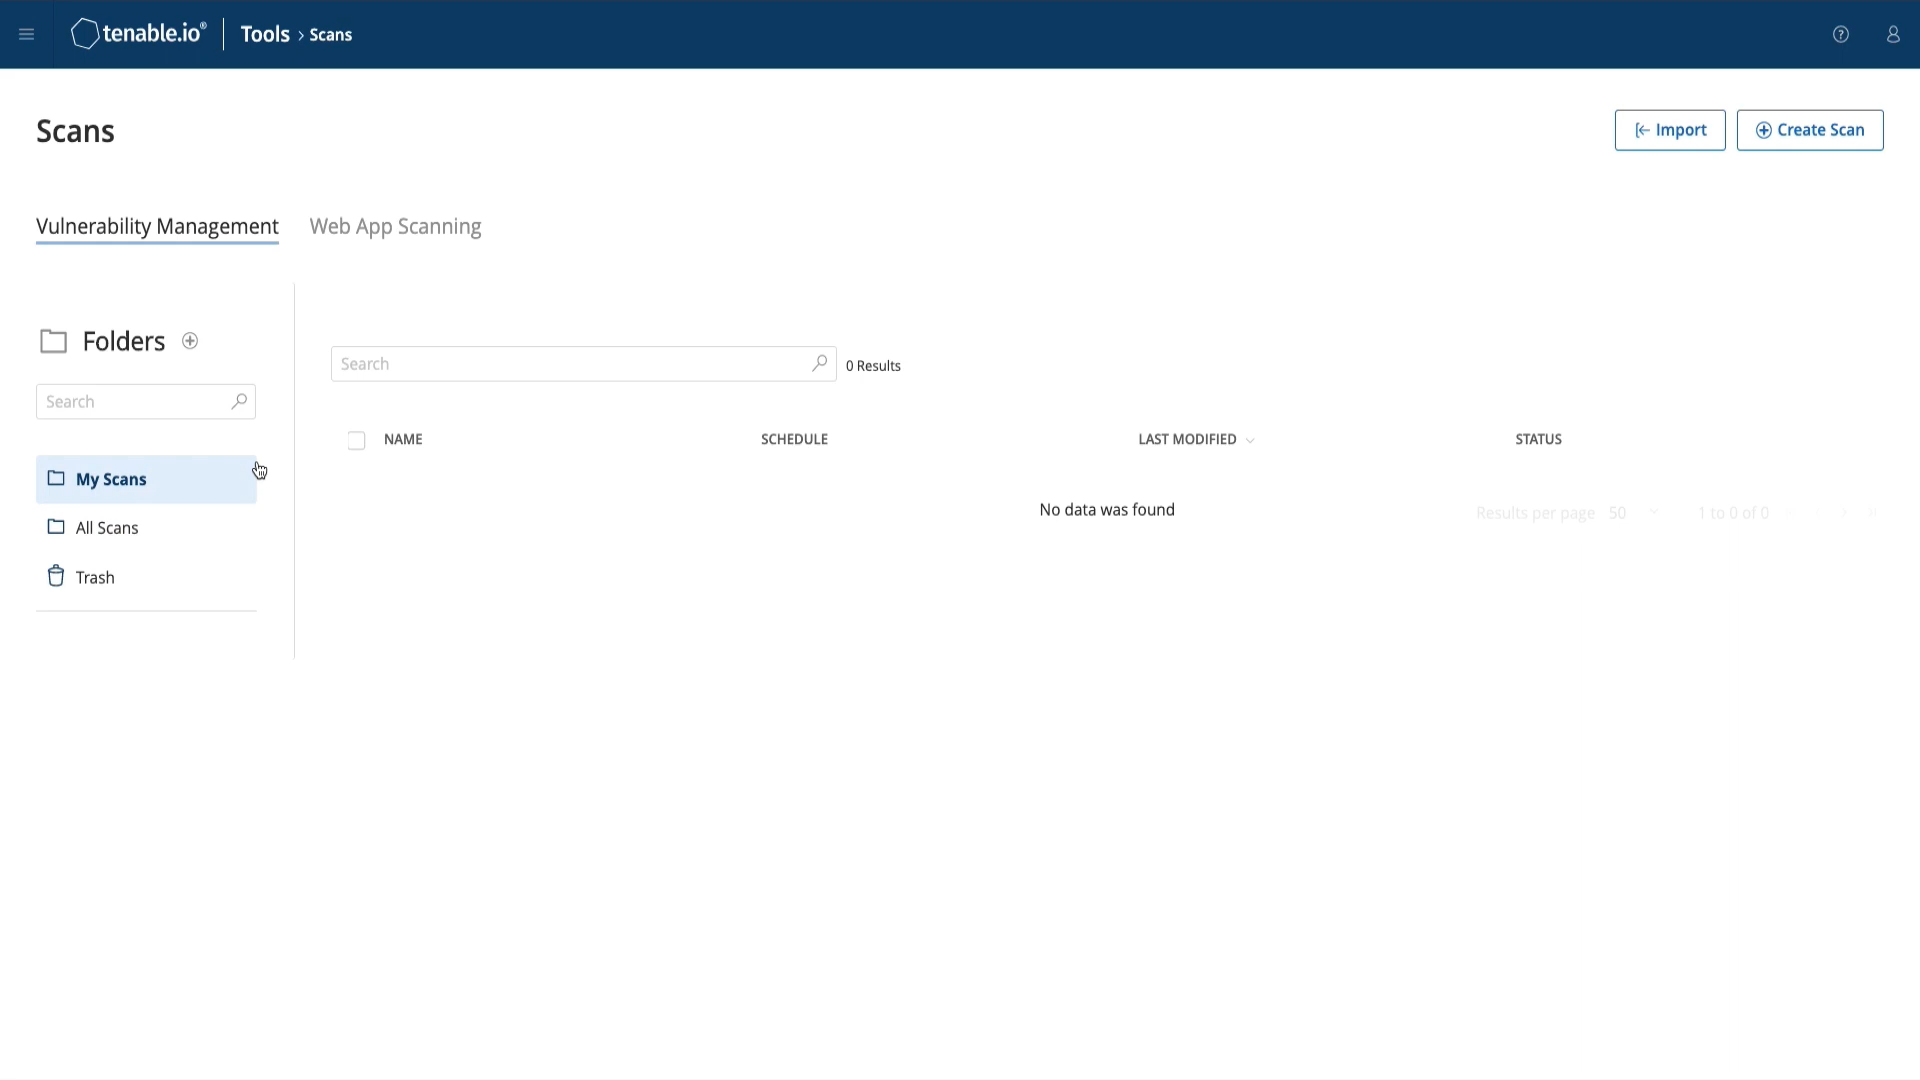 tenable.io® Tools › Scans
Scans
Import
Create Scan
Vulnerability Management
Web App Scanning
Folders
Search
My Scans
All Scans
Trash
Search
0 Results
NAME SCHEDULE LAST MODIFIED STATUS
No data was found
Results per page 50 1 to 0 of 0